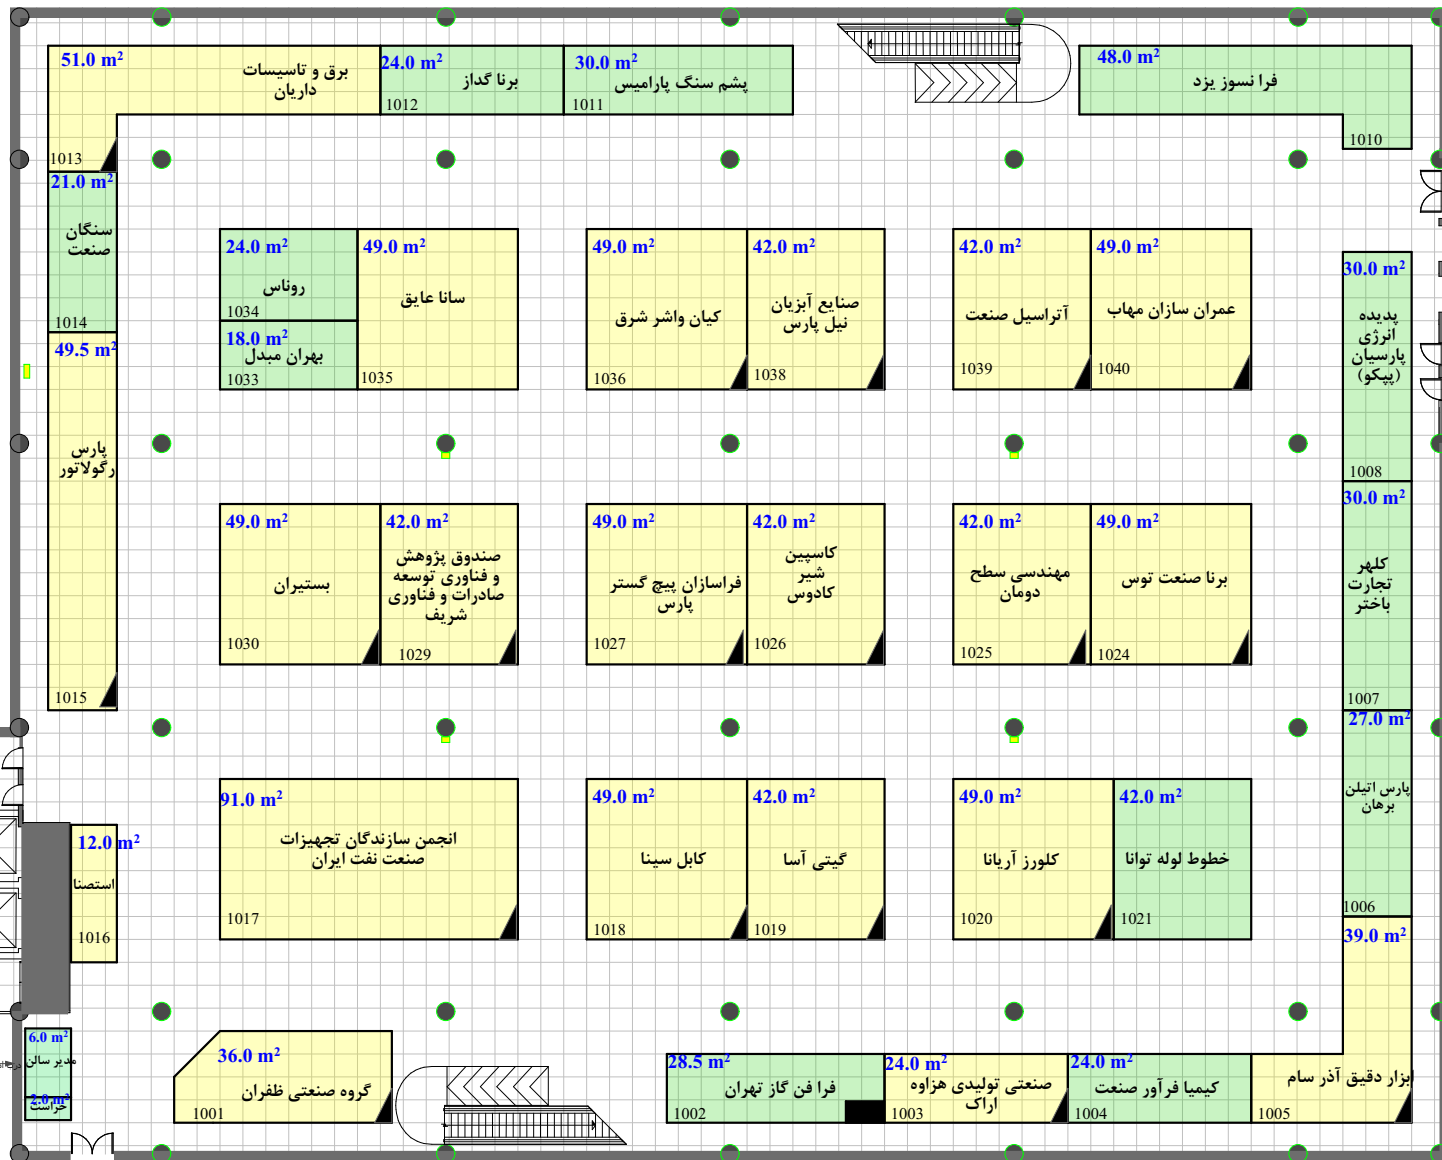 51.0 m²
برق و تاسیسات
داریان
1013
24.0 m²
برنا گداز
1012
30.0 m²
پشم سنگ پارامیس
1011
48.0 m²
فرا نسوز یزد
1010
21.0 m²
سنگان
صنعت
1014
24.0 m²
روناس
1034
18.0 m²
بهران مبدل
1033
49.0 m²
سانا عایق
1035
49.0 m²
کیان واشر شرق
1036
42.0 m²
صنایع آبزیان
نیل پارس
1038
42.0 m²
آتراسیل صنعت
1039
49.0 m²
عمران سازان مهاب
1040
30.0 m²
پدیده
انرژی
پارسیان
(پپکو)
1008
49.5 m²
پارس
رگولاتور
1015
49.0 m²
بستیران
1030
42.0 m²
صندوق پژوهش
و فناوری توسعه
صادرات و فناوری
شریف
1029
49.0 m²
فراسازان پیچ گستر
پارس
1027
42.0 m²
کاسپین
شیر
کادوس
1026
42.0 m²
مهندسی سطح
دومان
1025
49.0 m²
برنا صنعت توس
1024
30.0 m²
کلهر
تجارت
باختر
1007
27.0 m²
پارس اتیلن
برهان
1006
91.0 m²
انجمن سازندگان تجهیزات
صنعت نفت ایران
1017
49.0 m²
کابل سینا
1018
42.0 m²
گیتی آسا
1019
49.0 m²
کلورز آریانا
1020
42.0 m²
خطوط لوله توانا
1021
12.0 m²
استصنا
1016
39.0 m²
ابزار دقیق آذر سام
1005
6.0 m²
مدیر سالن
2.0 m²
حراست
36.0 m²
گروه صنعتی ظفران
1001
28.5 m²
فرا فن گاز تهران
1002
24.0 m²
صنعتی تولیدی هزاوه
اراک
1003
24.0 m²
کیمیا فرآور صنعت
1004